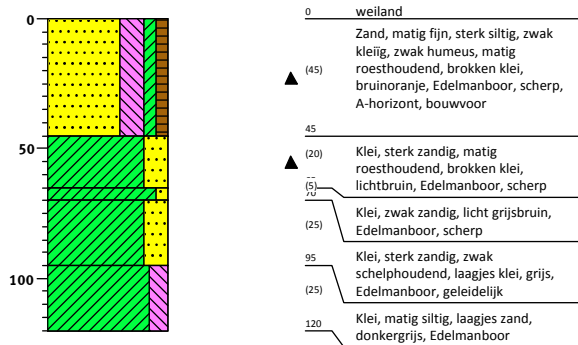 0
50
100
0 weiland
Zand, matig fijn, sterk siltig, zwak
kleiïg, zwak humeus, matig
(45) roesthoudend, brokken klei,
bruinoranje, Edelmanboor, scherp,
A-horizont, bouwvoor
45
(20) Klei, sterk zandig, matig
roesthoudend, brokken klei,
(5) lichtbruin, Edelmanboor, scherp
70
(25) Klei, zwak zandig, licht grijsbruin,
Edelmanboor, scherp
95 Klei, sterk zandig, zwak
schelphoudend, laagjes klei, grijs,
(25) Edelmanboor, geleidelijk
120 Klei, matig siltig, laagjes zand,
donkergrijs, Edelmanboor